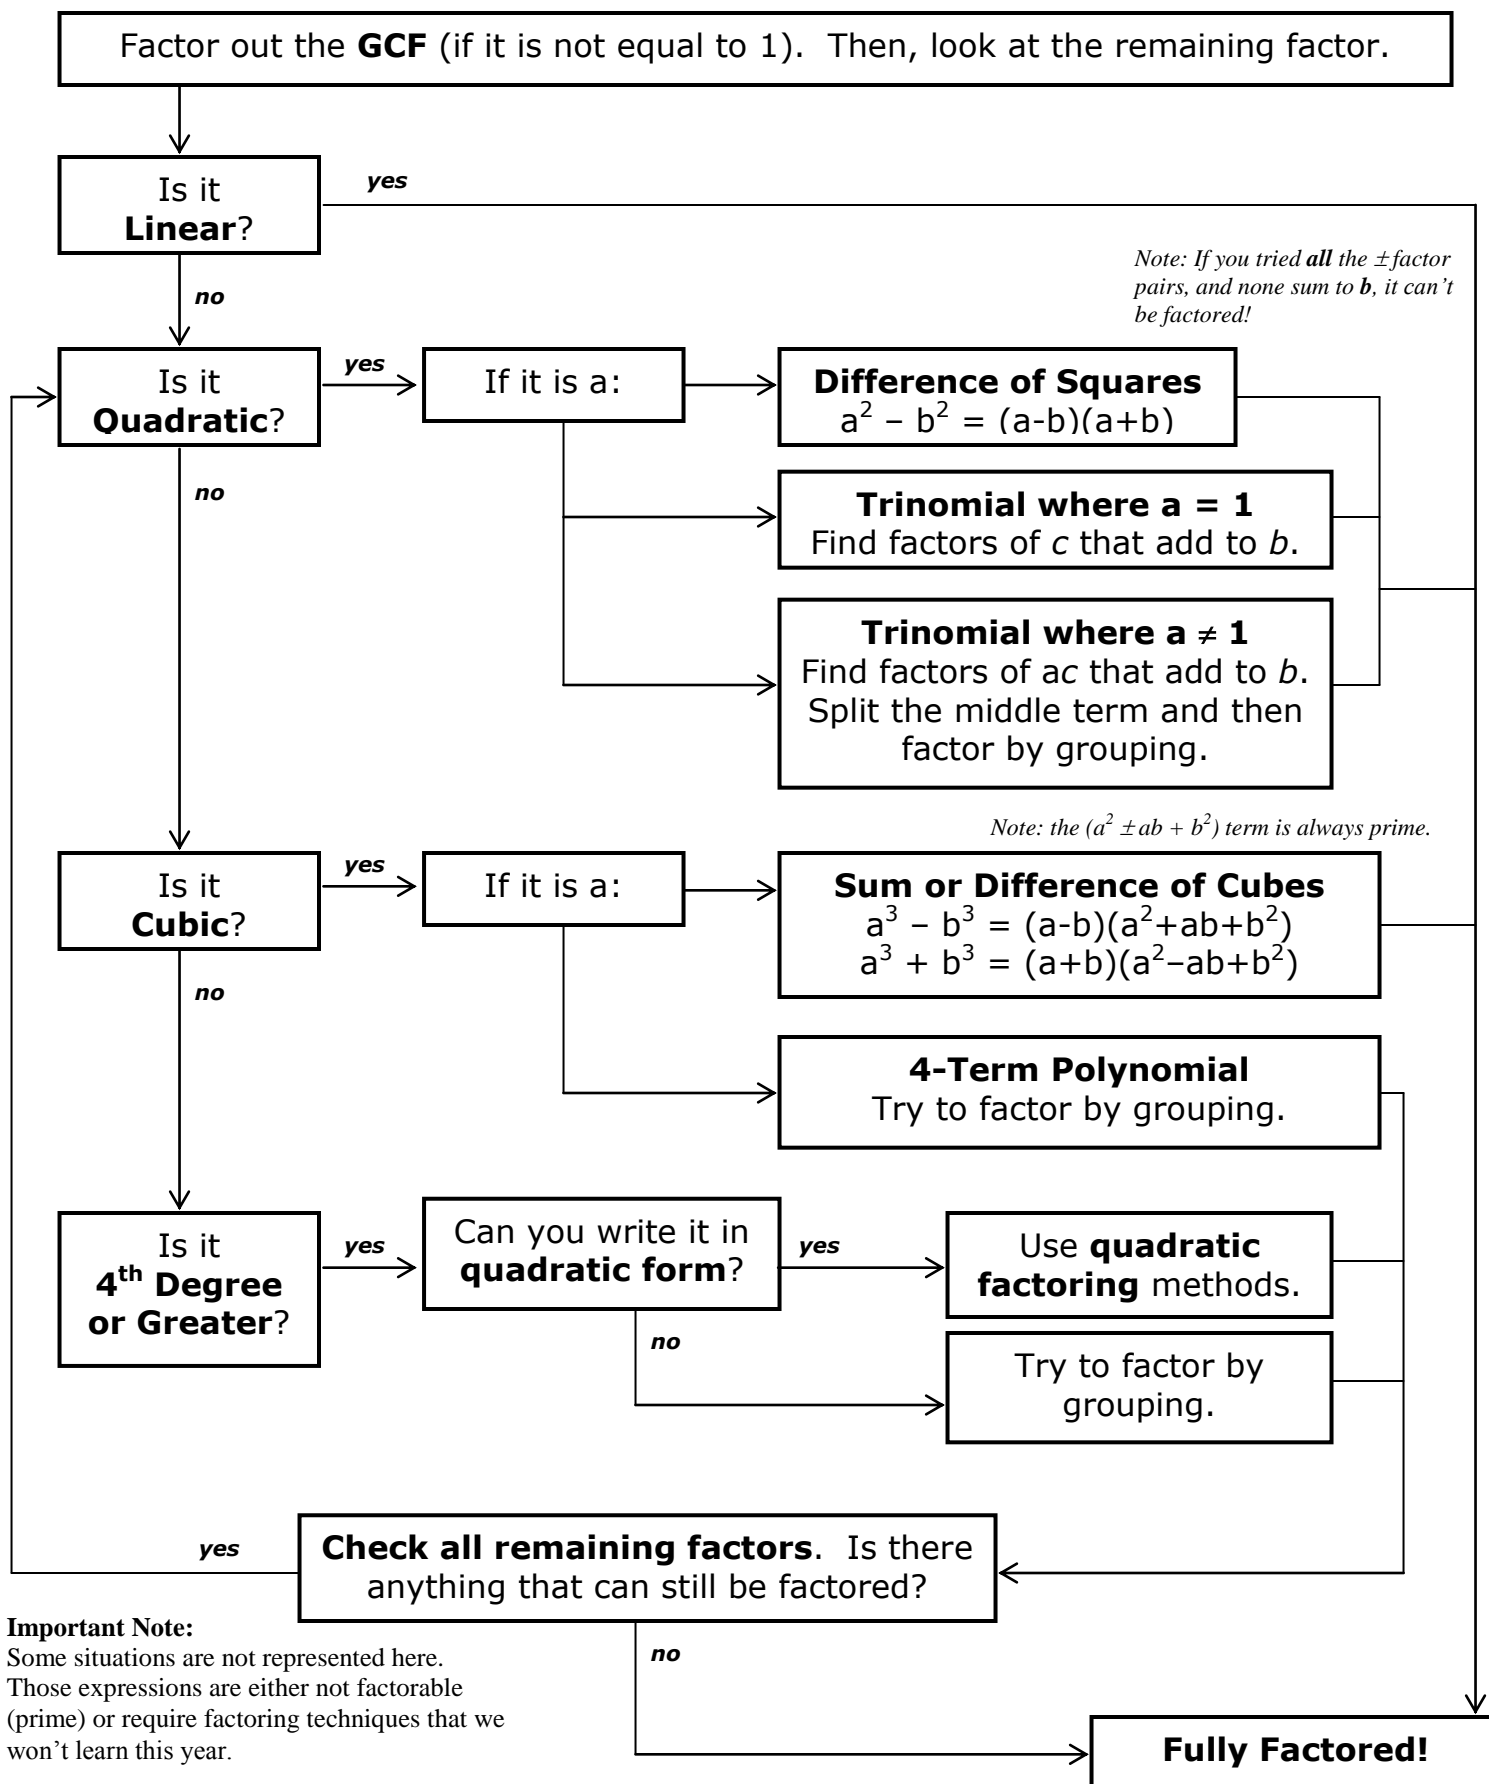 Factor out the GCF (if it is not equal to 1).  Then, look at the remaining factor.
Is it
Linear?
yes
no
Note: If you tried all the ±factor
pairs, and none sum to b, it can’t
be factored!
Is it
Quadratic?
yes
If it is a:
Difference of Squares
a² – b² = (a-b)(a+b)
no
Trinomial where a = 1
Find factors of c that add to b.
Trinomial where a ≠ 1
Find factors of ac that add to b.
Split the middle term and then
factor by grouping.
Note: the (a² ±ab + b²) term is always prime.
Is it
Cubic?
yes
If it is a:
Sum or Difference of Cubes
a³ – b³ = (a-b)(a²+ab+b²)
a³ + b³ = (a+b)(a²–ab+b²)
no
4-Term Polynomial
Try to factor by grouping.
Is it
4th Degree
or Greater?
yes
Can you write it in
quadratic form?
yes
Use quadratic
factoring methods.
no
Try to factor by
grouping.
yes
Check all remaining factors.  Is there
anything that can still be factored?
no
Important Note:
Some situations are not represented here.
Those expressions are either not factorable
(prime) or require factoring techniques that we
won’t learn this year.
Fully Factored!